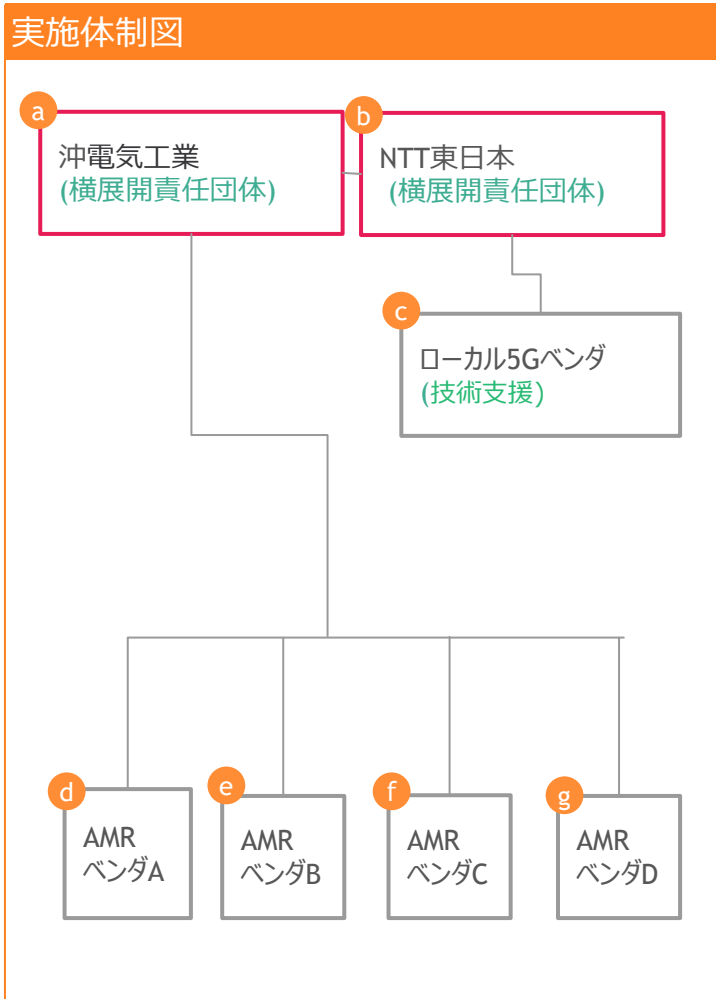 実施体制図
a
沖電気工業
(横展開責任団体)
b
NTT東日本
(横展開責任団体)
c
ローカル5Gベンダ
(技術支援)
d
AMR
ベンダA
e
AMR
ベンダB
f
AMR
ベンダC
g
AMR
ベンダD